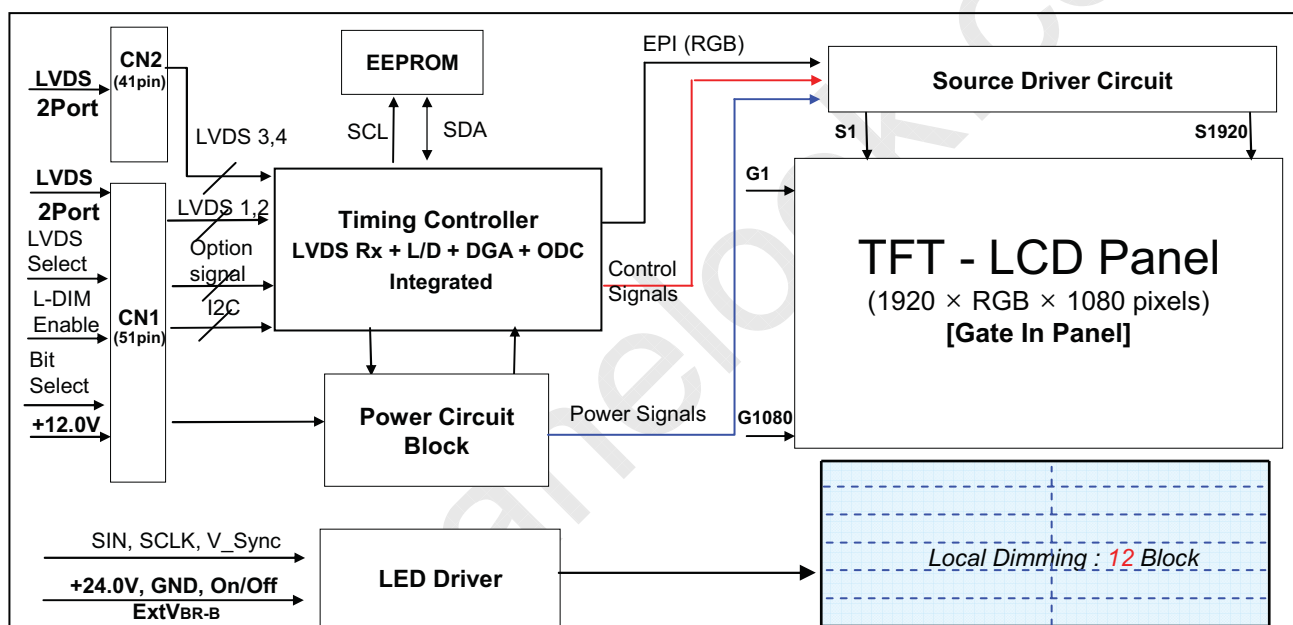 CN2
(41pin)
LVDS
2Port
EEPROM
SCL
SDA
EPI (RGB)
Source Driver Circuit
S1
S1920
LVDS 3,4
LVDS
2Port
LVDS 1,2
LVDS
Select
Option
signal
L-DIM
Enable
I2C
CN1
(51pin)
Bit
Select
+12.0V
Timing Controller
LVDS Rx + L/D + DGA + ODC
Integrated
Control
Signals
G1
TFT - LCD Panel
(1920 × RGB × 1080 pixels)
[Gate In Panel]
Power Circuit
Block
Power Signals
G1080
SIN, SCLK, V_Sync
+24.0V, GND, On/Off
ExtVBR-B
LED Driver
Local Dimming : 12 Block